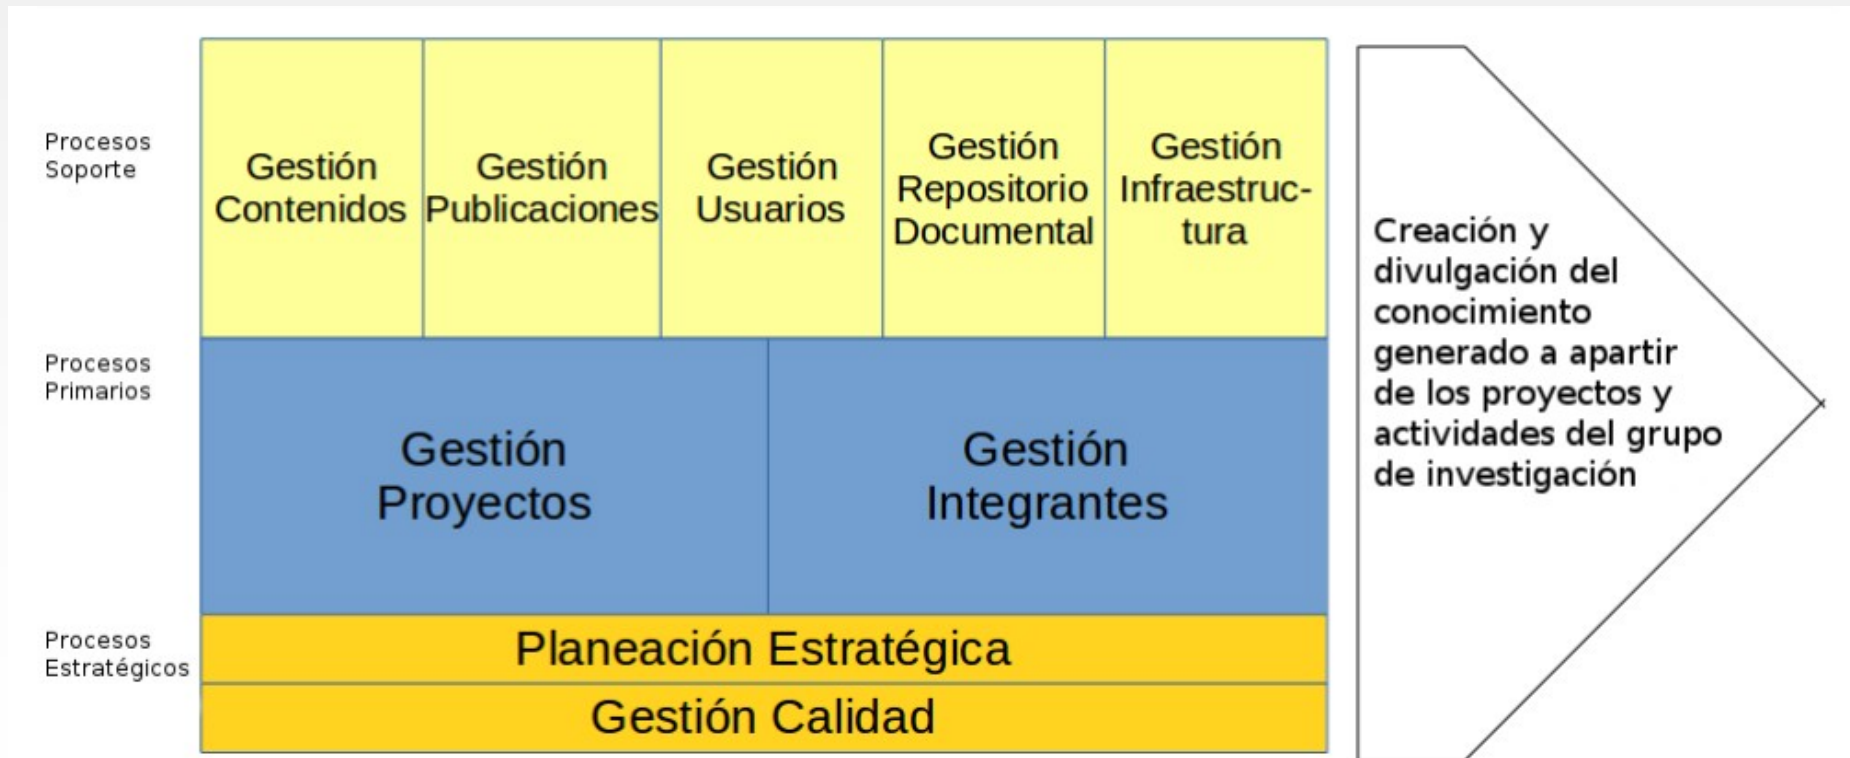 Procesos
Soporte
Gestión
Contenidos
Gestión
Publicaciones
Gestión
Usuarios
Gestión
Repositorio
Documental
Gestión
Infraestruc-
tura
Procesos
Primarios
Gestión
Proyectos
Gestión
Integrantes
Procesos
Estratégicos
Planeación Estratégica
Gestión Calidad
Creación y
divulgación del
conocimiento
generado a apartir
de los proyectos y
actividades del grupo
de investigación